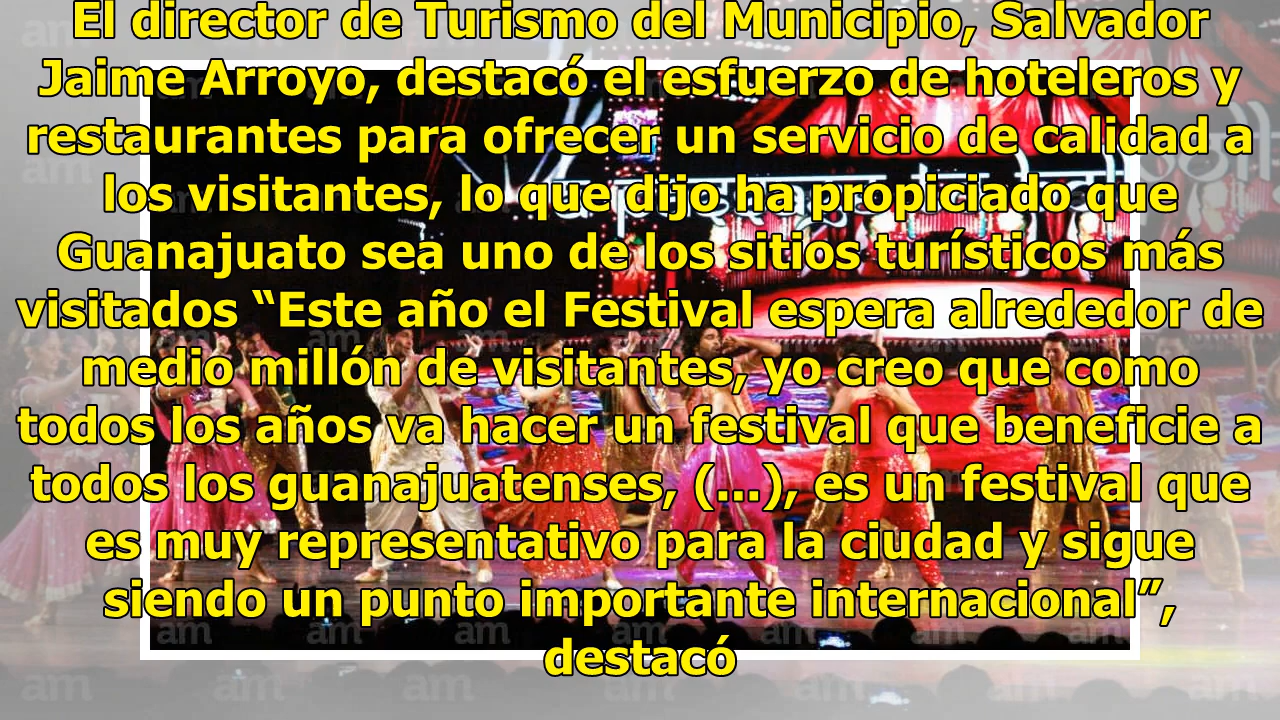 El director de Turismo del Municipio, Salvador
Jaime Arroyo, destacó el esfuerzo de hoteleros y
restaurantes para ofrecer un servicio de calidad a
los visitantes, lo que dijo ha propiciado que
Guanajuato sea uno de los sitios turísticos más
visitados “Este año el Festival espera alrededor de
medio millón de visitantes, yo creo que como
todos los años va hacer un festival que beneficie a
todos los guanajuatenses, (...), es un festival que
es muy representativo para la ciudad y sigue
siendo un punto importante internacional”,
destacó
am